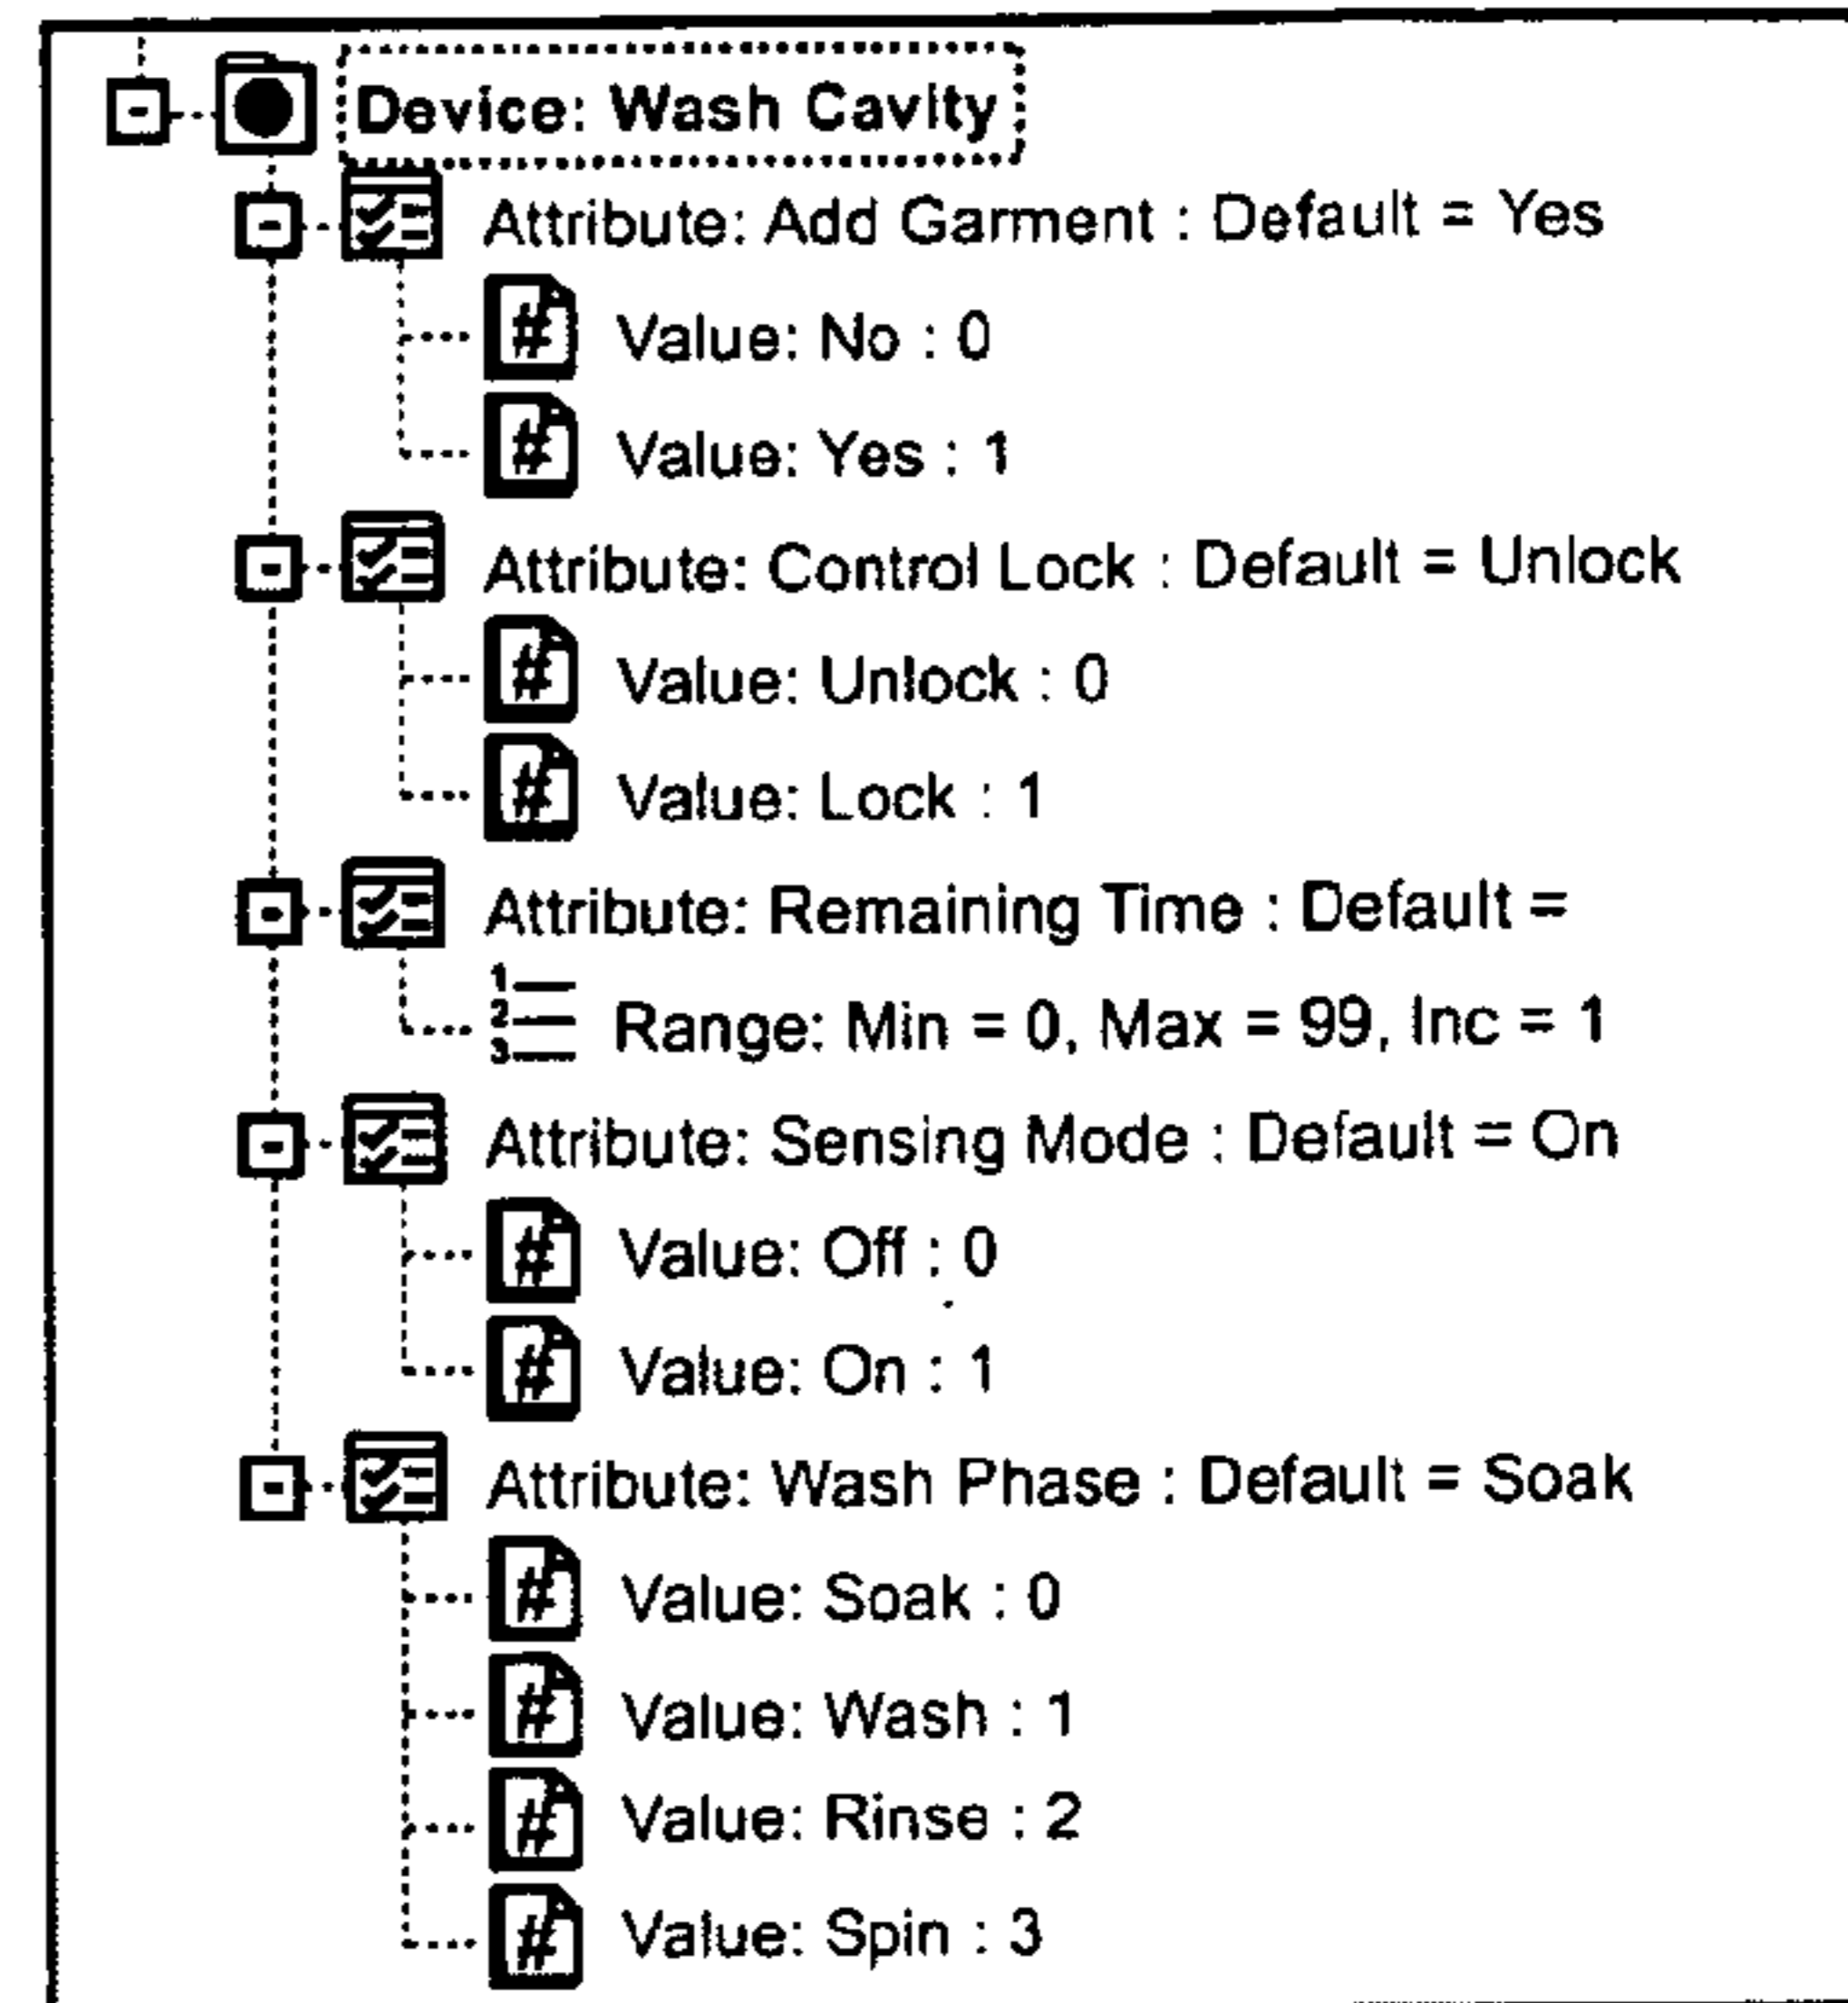 Device: Wash Cavity
Attribute: Add Garment : Default = Yes
# Value: No : 0
# Value: Yes : 1
Attribute: Control Lock : Default = Unlock
# Value: Unlock : 0
# Value: Lock : 1
Attribute: Remaining Time : Default =
1 2 3 Range: Min = 0, Max = 99, Inc = 1
Attribute: Sensing Mode : Default = On
# Value: Off : 0
# Value: On : 1
Attribute: Wash Phase : Default = Soak
# Value: Soak : 0
# Value: Wash : 1
# Value: Rinse : 2
# Value: Spin : 3